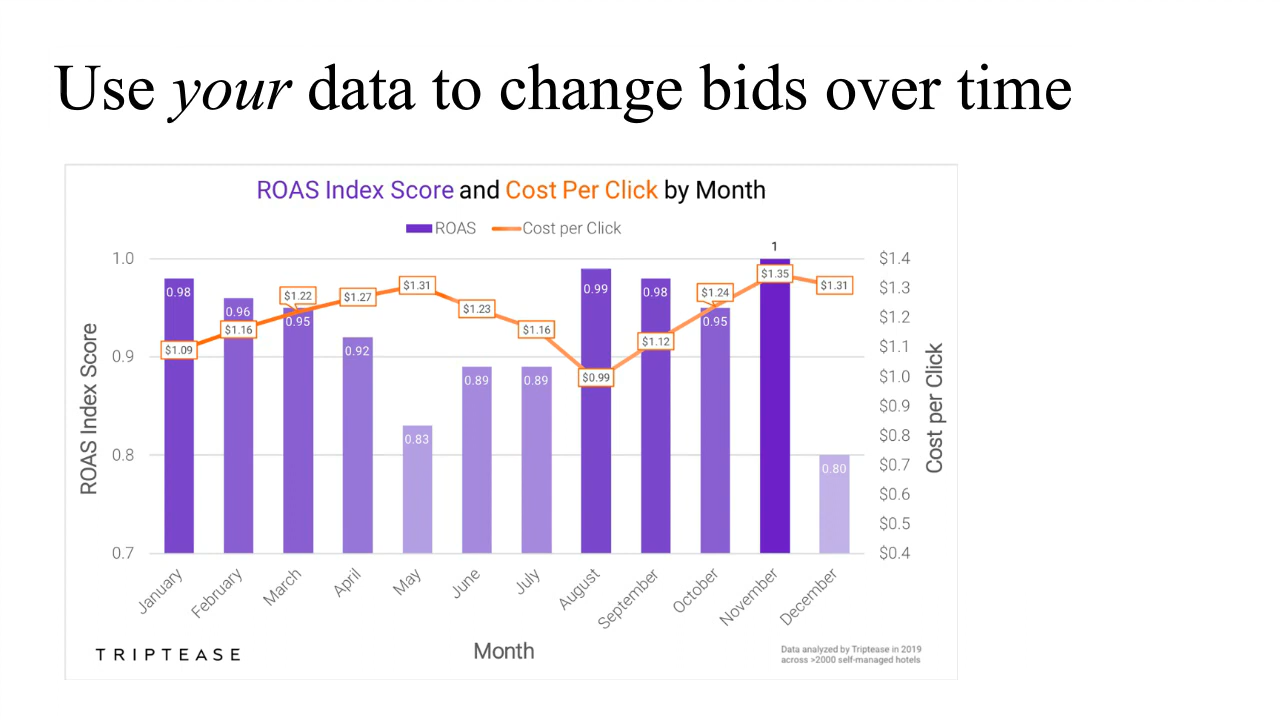 Use your data to change bids over time
ROAS Index Score and Cost Per Click by Month
ROAS Cost per Click
1
1.0 $1.4
0.98 0.96 $1.22 0.95 $1.27 $1.31 $1.23 $1.16 0.99 0.98 $1.24 0.95 $1.35 $1.31
$1.09 $1.16 0.92 0.89 0.89 $0.99 $1.12
0.83 0.80
0.9
0.8
0.7
$1.3
$1.2
$1.1
$1.0
$0.9
$0.8
$0.7
$0.6
$0.5
$0.4
ROAS Index Score
Cost per Click
January February March April May June July August September October November December
Month
TRIPTEASE
Data analyzed by Triptease in 2019
across >2000 self-managed hotels